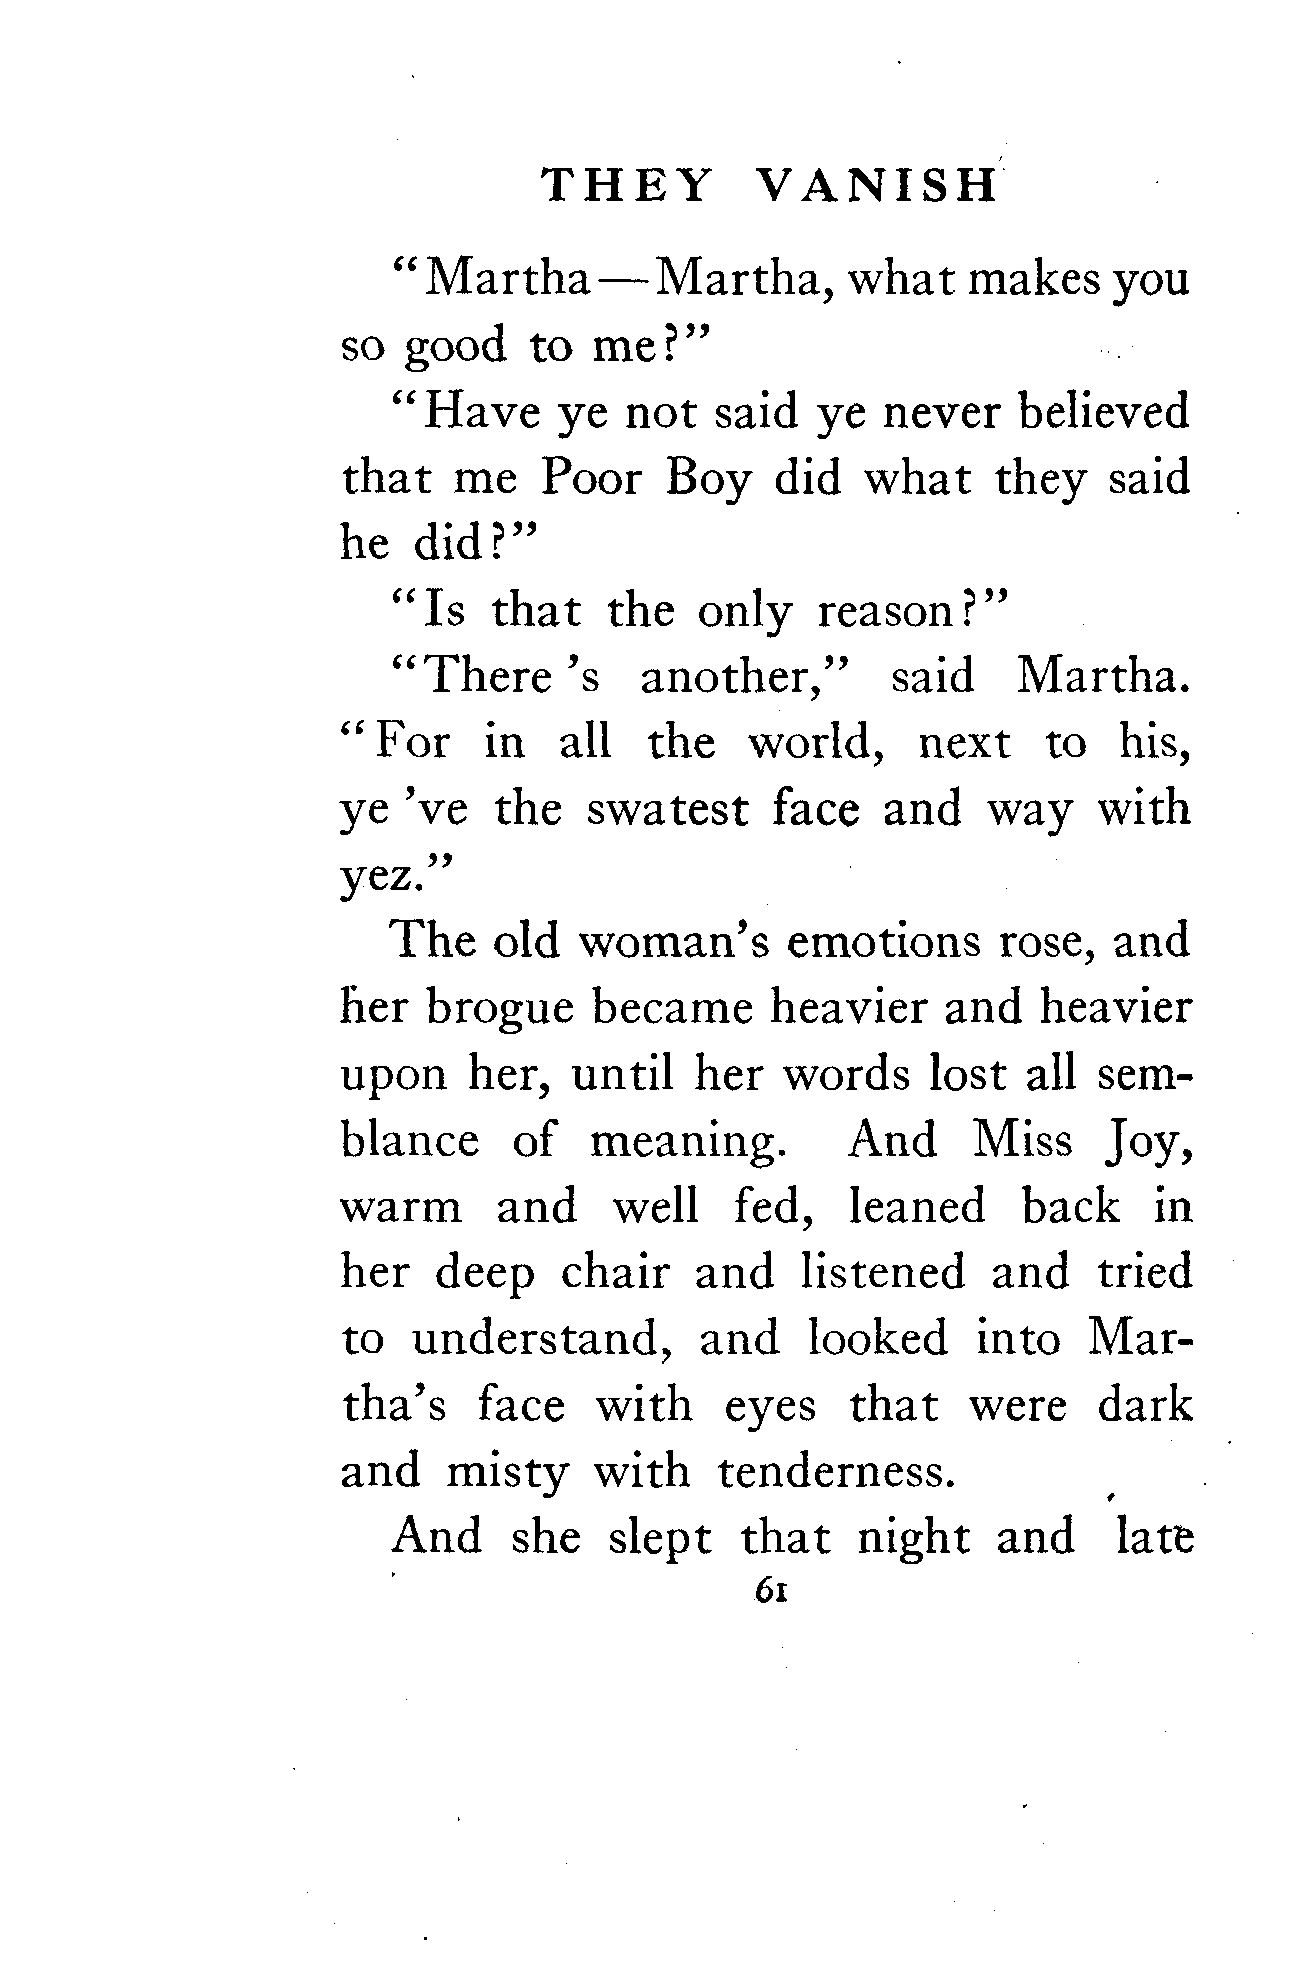 THEY VANISH
“Martha—Martha, what makes you
so good to me?”
“Have ye not said ye never believed
that me Poor Boy did what they said
he did?”
“Is that the only reason?”
“There 's another,” said Martha.
“For in all the world, next to his,
ye 've the swatest face and way with
yez.”
The old woman's emotions rose, and
her brogue became heavier and heavier
upon her, until her words lost all sem-
blance of meaning. And Miss Joy,
warm and well fed, leaned back in
her deep chair and listened and tried
to understand, and looked into Mar-
tha's face with eyes that were dark
and misty with tenderness.
And she slept that night and late
61